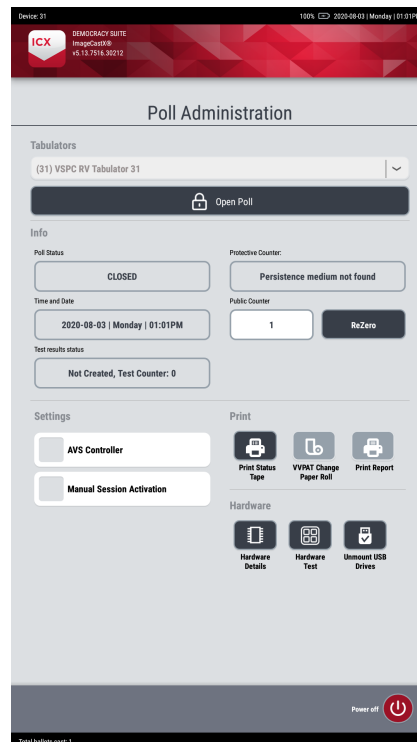 Device: 31
100% 2020-08-03 | Monday | 01:01PM
ICX
DEMOCRACY SUITE
ImageCastX®
v5.13.7516.30212
Poll Administration
Tabulators
(31) VSPC RV Tabulator 31
Open Poll
Info
Poll Status
Protective Counter:
CLOSED
Persistence medium not found
Time and Date
Public Counter
2020-08-03 | Monday | 01:01PM
1
ReZero
Test results status
Not Created, Test Counter: 0
Settings
Print
AVS Controller
Manual Session Activation
Print Status
Tape
VVPAT Change
Paper Roll
Print Report
Hardware
Hardware
Details
Hardware
Test
Unmount USB
Drives
Power off
Total ballots cast: 1